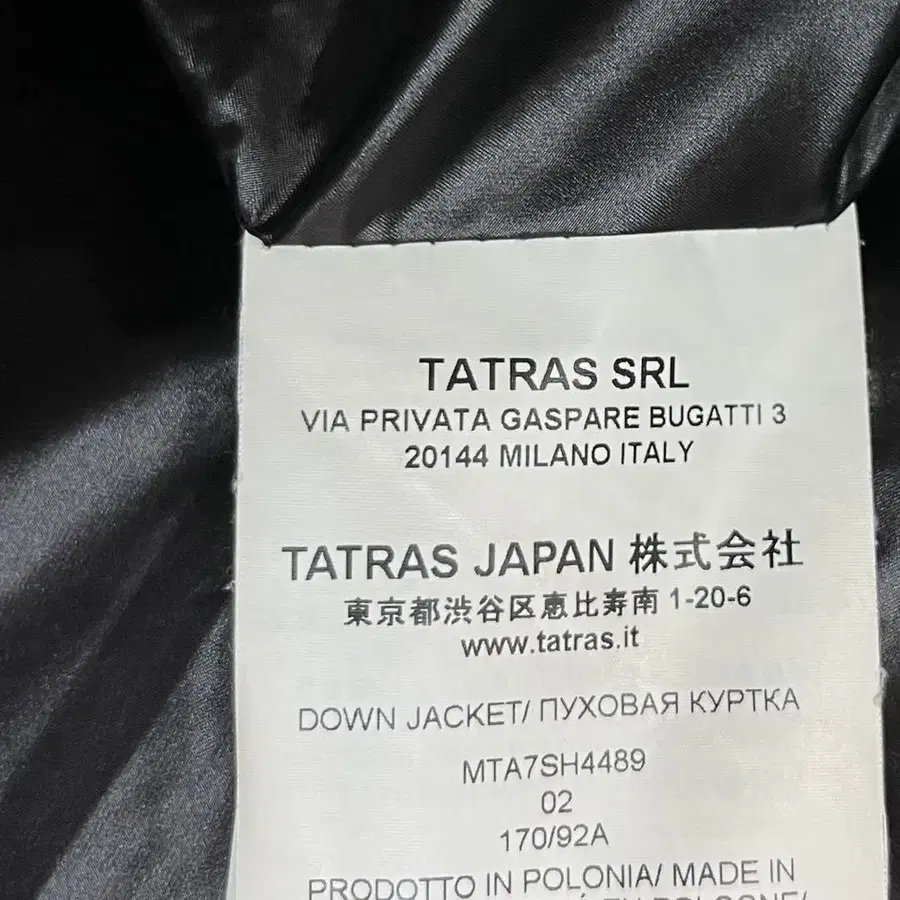 TATRAS SRL
VIA PRIVATA GASPARE BUGATTI 3
20144 MILANO ITALY
TATRAS JAPAN 株式会社
東京都渋谷区恵比寿南 1-20-6
www.tatras.it
DOWN JACKET/ ПУХОВАЯ КУРТКА
MTA7SH4489
02
170/92A
PRODOTTO IN POLONIA/ MADE IN